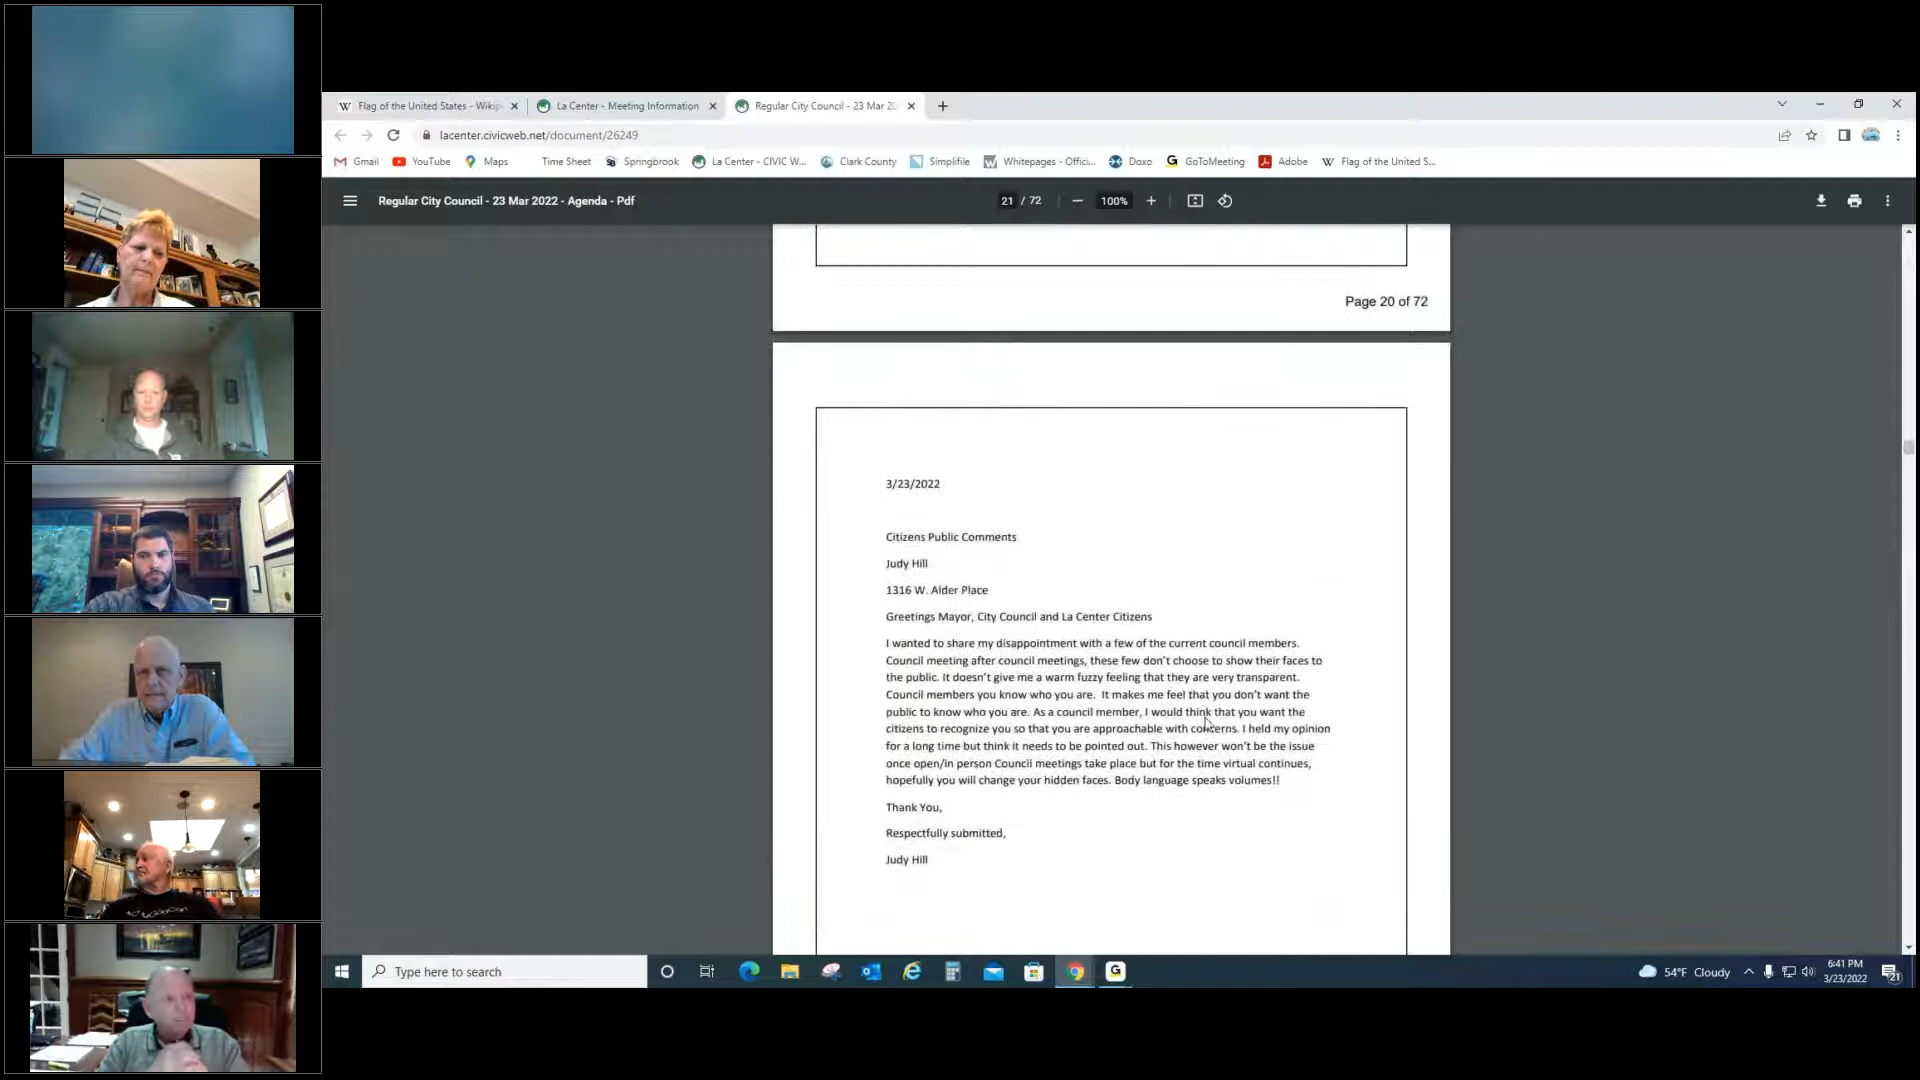 Flag of the United States - Wikip
La Center - Meeting Information
Regular City Council - 23 Mar 20
lacenter.civicweb.net/document/26249
Gmail YouTube Maps Time Sheet Springbrook La Center - CIVIC W... Clark County Simplifile Whitepages - Offici... Doxo GoToMeeting Adobe Flag of the United S...
Regular City Council - 23 Mar 2022 - Agenda - Pdf
21 / 72
100%
Page 20 of 72
3/23/2022
Citizens Public Comments
Judy Hill
1316 W. Alder Place
Greetings Mayor, City Council and La Center Citizens
I wanted to share my disappointment with a few of the current council members.
Council meeting after council meetings, these few don't choose to show their faces to
the public. It doesn't give me a warm fuzzy feeling that they are very transparent.
Council members you know who you are. It makes me feel that you don't want the
public to know who you are. As a council member, I would think that you want the
citizens to recognize you so that you are approachable with concerns. I held my opinion
for a long time but think it needs to be pointed out. This however won't be the issue
once open/in person Council meetings take place but for the time virtual continues,
hopefully you will change your hidden faces. Body language speaks volumes!!
Thank You,
Respectfully submitted,
Judy Hill
Type here to search
54°F Cloudy
6:41 PM
3/23/2022
21